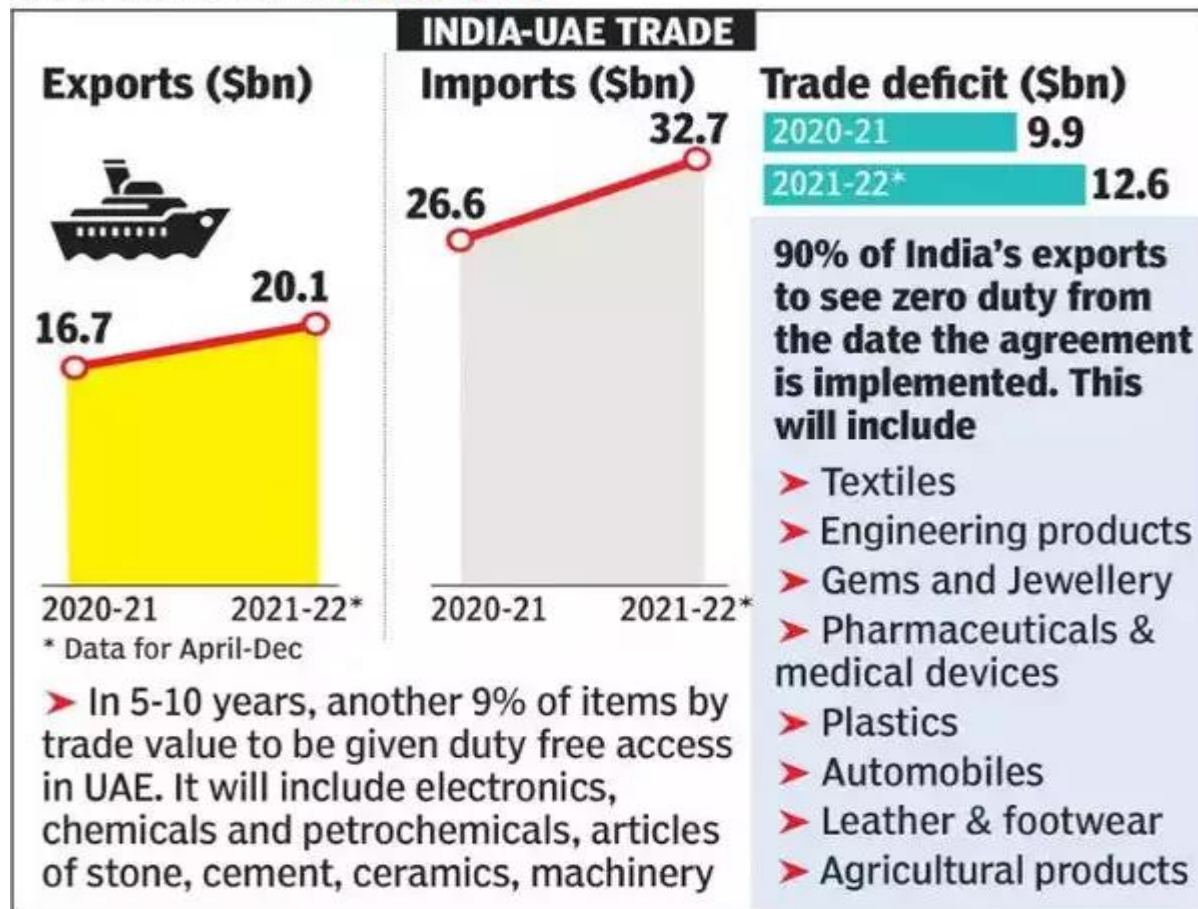 INDIA-UAE TRADE
Exports ($bn)
16.7
20.1
2020-21 2021-22*
* Data for April-Dec
Imports ($bn)
26.6
32.7
2020-21 2021-22*
Trade deficit ($bn)
2020-21 9.9
2021-22* 12.6
90% of India’s exports
to see zero duty from
the date the agreement
is implemented. This
will include
➤ Textiles
➤ Engineering products
➤ Gems and Jewellery
➤ Pharmaceuticals &
medical devices
➤ Plastics
➤ Automobiles
➤ Leather & footwear
➤ Agricultural products
➤ In 5-10 years, another 9% of items by
trade value to be given duty free access
in UAE. It will include electronics,
chemicals and petrochemicals, articles
of stone, cement, ceramics, machinery